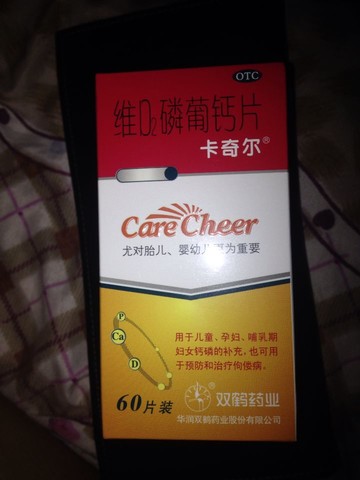 OTC
维D2磷葡钙片
卡奇尔®
Care Cheer
尤对胎儿、婴幼儿更为重要
P
Ca
D
用于儿童、孕妇、哺乳期
妇女钙磷的补充,也可用
于预防和治疗佝偻病。
60片装
双鹤药业
华润双鹤药业股份有限公司